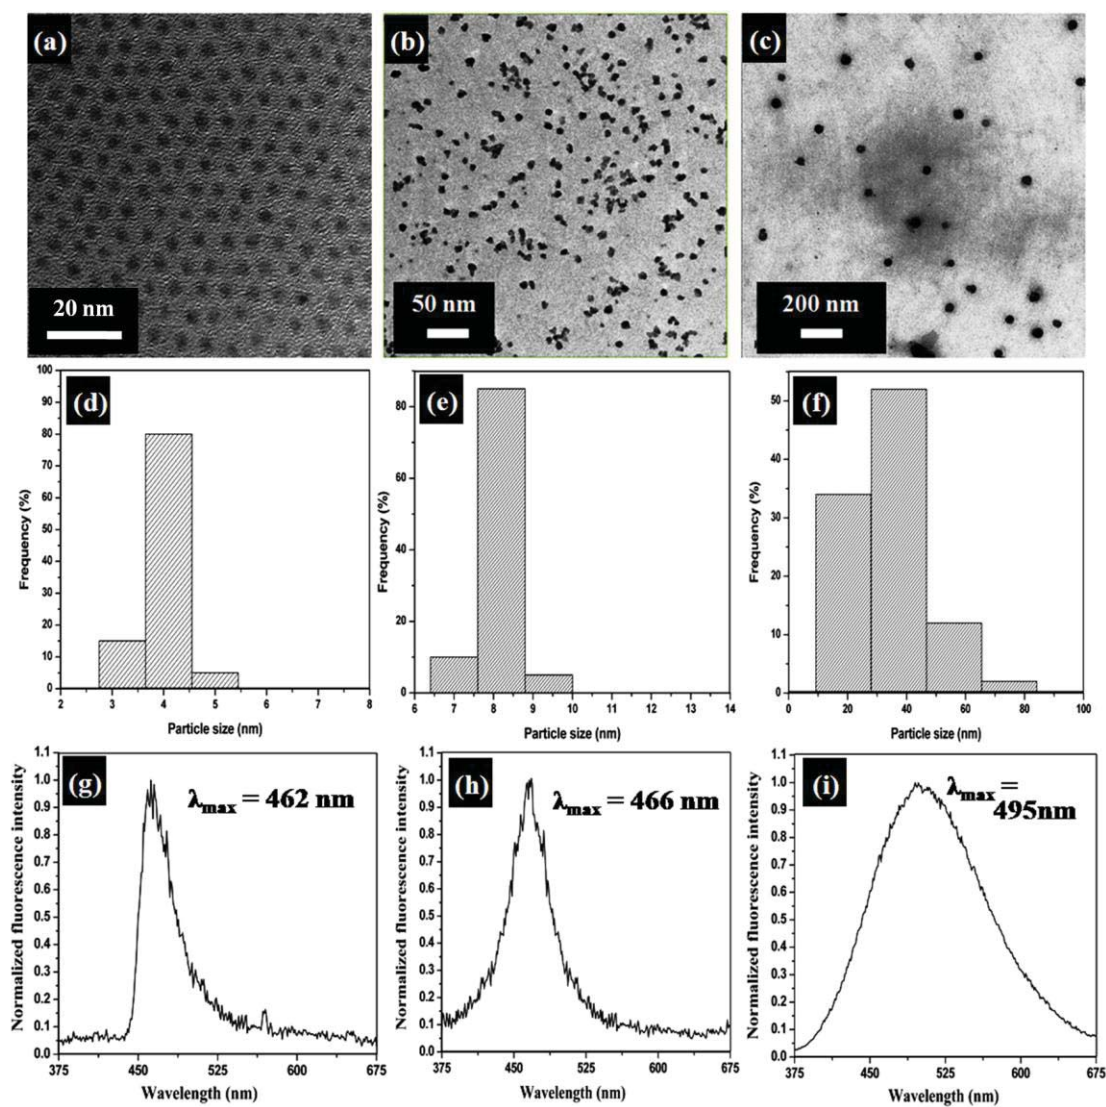 (a)
(b)
(c)
20 nm
50 nm
200 nm
(d)
(e)
(f)
100
90
80
70
60
50
40
30
20
10
0
Frequency (%)
2 3 4 5 6 7 8
Particle size (nm)
80
60
40
20
0
Frequency (%)
6 7 8 9 10 11 12 13 14
Particle size (nm)
50
40
30
20
10
0
Frequency (%)
0 20 40 60 80 100
Particle size (nm)
(g)
λmax = 462 nm
1.1
1.0
0.9
0.8
0.7
0.6
0.5
0.4
0.3
0.2
0.1
0.0
Normalized fluorescence intensity
375 450 525 600 675
Wavelength (nm)
(h)
λmax = 466 nm
1.1
1.0
0.9
0.8
0.7
0.6
0.5
0.4
0.3
0.2
0.1
0.0
Normalized fluorescence intensity
375 450 525 600 675
Wavelength (nm)
(i)
λmax =
495nm
1.1
1.0
0.9
0.8
0.7
0.6
0.5
0.4
0.3
0.2
0.1
0.0
Normalized fluorescence intensity
375 450 525 600 675
Wavelength (nm)